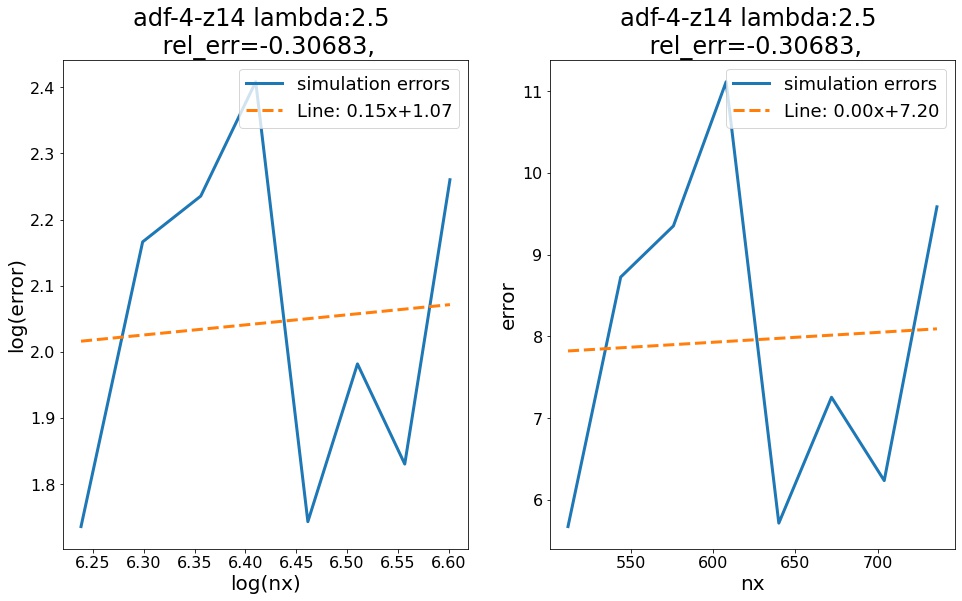 adf-4-z14 lambda:2.5
rel_err=-0.30683,
simulation errors
Line: 0.15x+1.07
2.4
2.3
2.2
2.1
2.0
1.9
1.8
log(error)
6.25 6.30 6.35 6.40 6.45 6.50 6.55 6.60
log(nx)
adf-4-z14 lambda:2.5
rel_err=-0.30683,
simulation errors
Line: 0.00x+7.20
11
10
9
8
7
6
error
550 600 650 700
nx